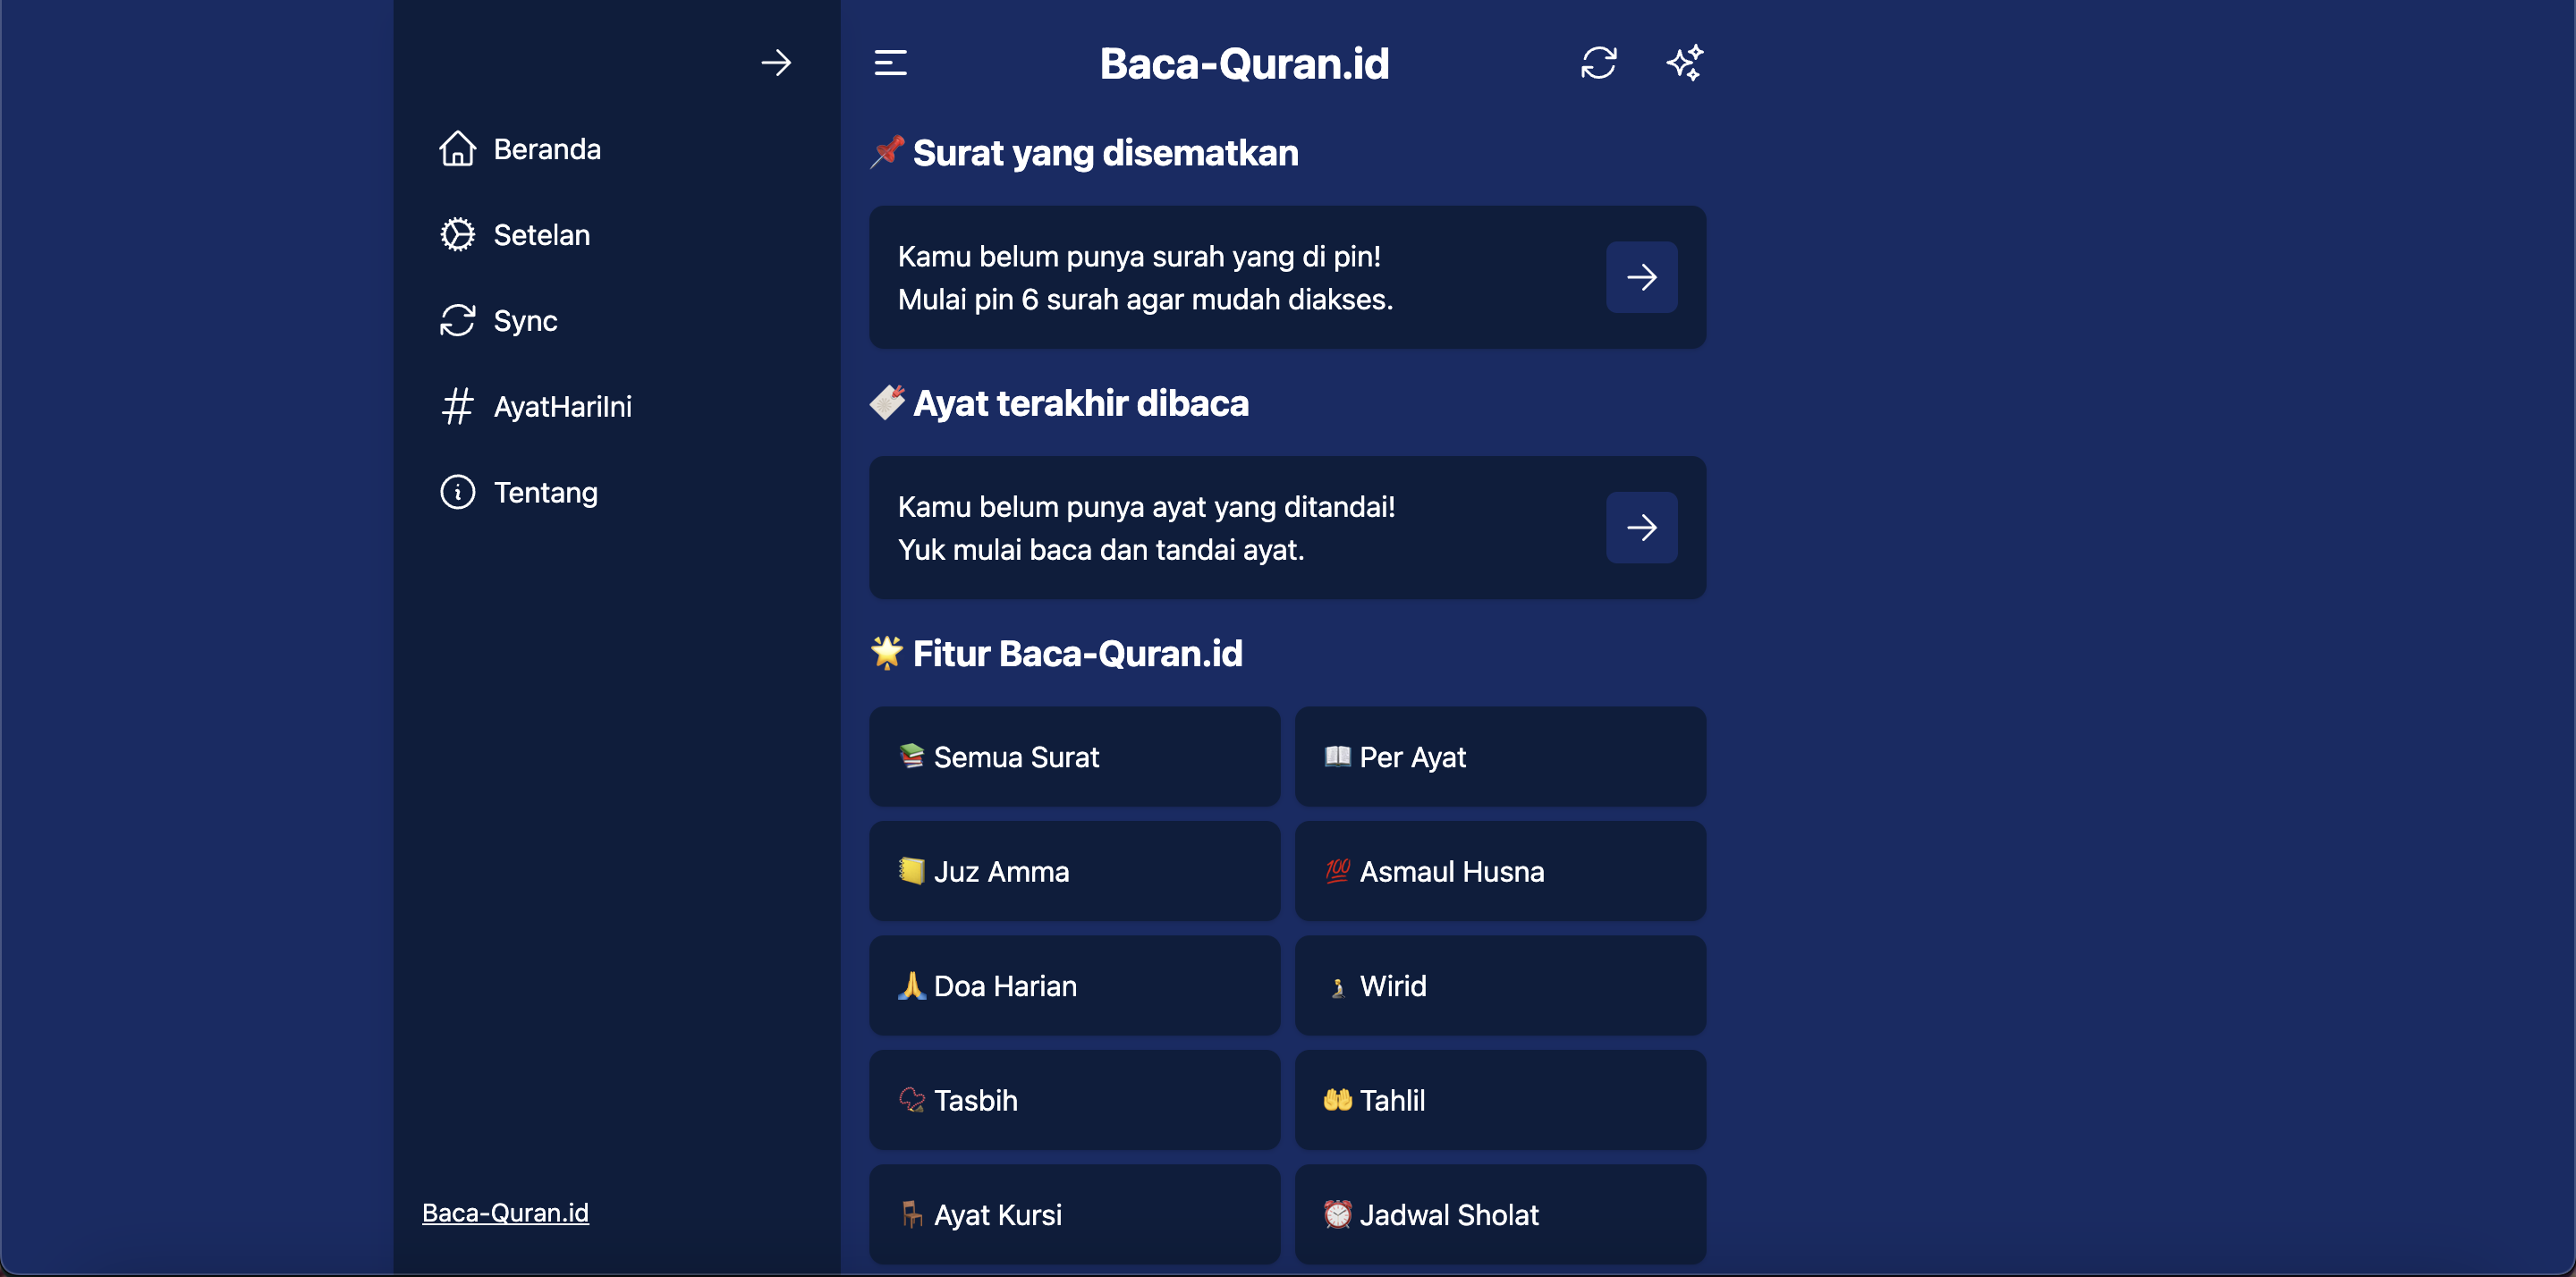 Beranda
Setelan
Sync
AyatHariIni
Tentang
Baca-Quran.id
Baca-Quran.id
Surat yang disematkan
Kamu belum punya surah yang di pin!
Mulai pin 6 surah agar mudah diakses.
Ayat terakhir dibaca
Kamu belum punya ayat yang ditandai!
Yuk mulai baca dan tandai ayat.
Fitur Baca-Quran.id
Semua Surat
Per Ayat
Juz Amma
Asmaul Husna
Doa Harian
Wirid
Tasbih
Tahlil
Ayat Kursi
Jadwal Sholat